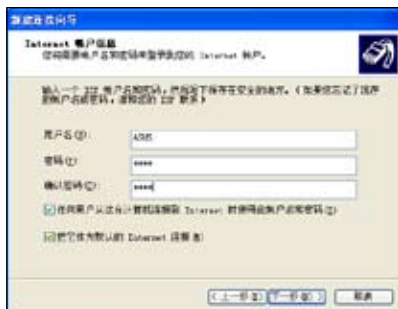 新建连接向导
Internet 帐户信息
您将需要帐户名和密码来登录到您的 Internet 帐户。
输入一个 ISP 帐户名和密码，然后写下保存在安全的地方。（如果您忘记了现存
的帐户名或密码，请和您的 ISP 联系）
用户名(U):
密码(P):
****
确认密码(C):
****
任何用户从这台计算机连接到 Internet 时使用此帐户名和密码(S)
把它作为默认的 Internet 连接(M)
<上一步(B) 下一步(N)> 取消